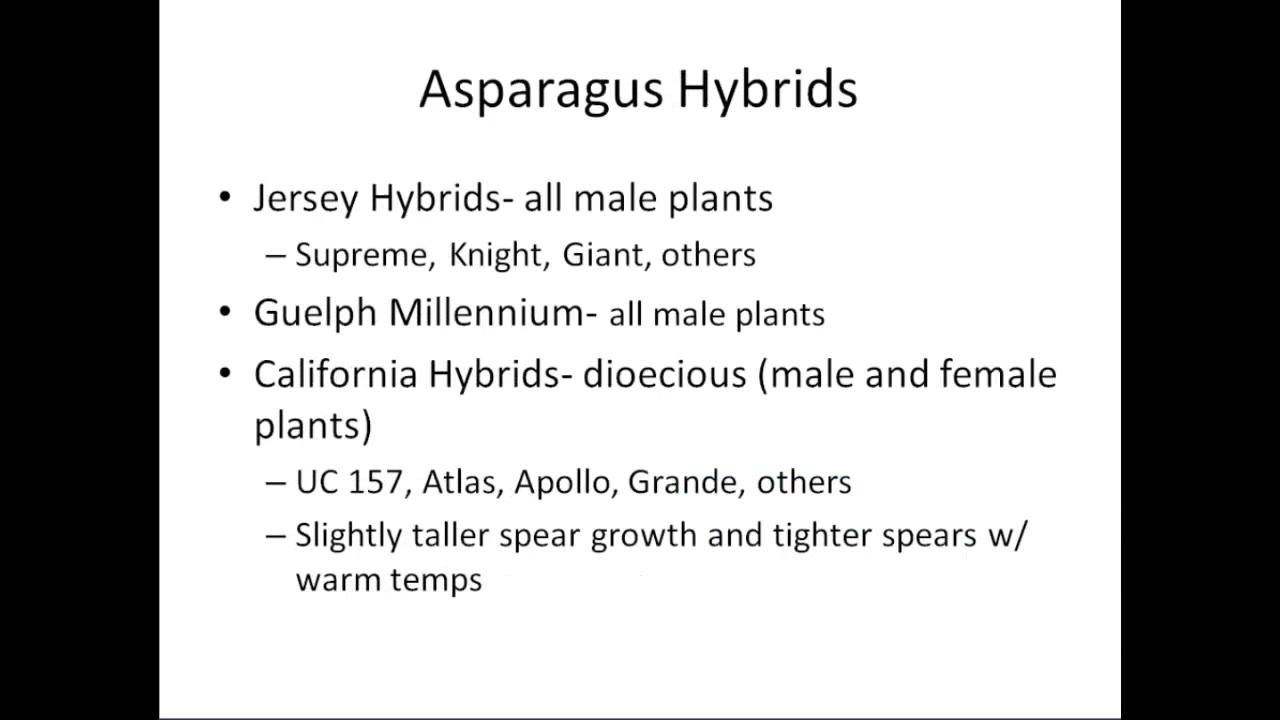 Asparagus Hybrids
• Jersey Hybrids- all male plants
– Supreme, Knight, Giant, others
• Guelph Millennium- all male plants
• California Hybrids- dioecious (male and female
plants)
– UC 157, Atlas, Apollo, Grande, others
– Slightly taller spear growth and tighter spears w/
warm temps